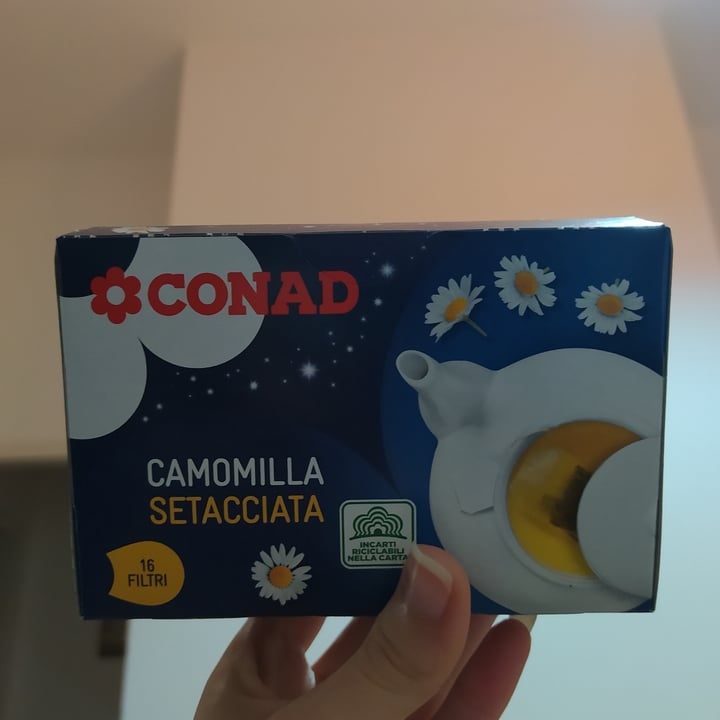 CONAD
CAMOMILLA
SETACCIATA
16
FILTRI
INCARTI
RICICLABILI
NELLA CARTA